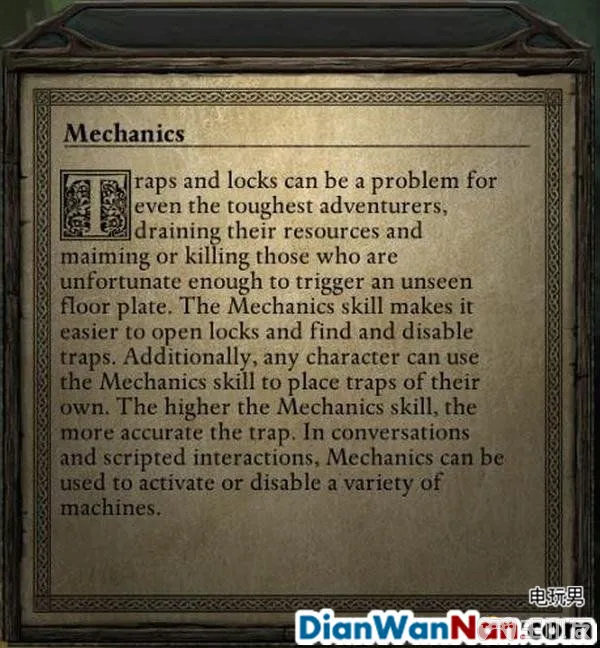 Mechanics
Traps and locks can be a problem for
even the toughest adventurers,
draining their resources and
maiming or killing those who are
unfortunate enough to trigger an unseen
floor plate. The Mechanics skill makes it
easier to open locks and find and disable
traps. Additionally, any character can use
the Mechanics skill to place traps of their
own. The higher the Mechanics skill, the
more accurate the trap. In conversations
and scripted interactions, Mechanics can be
used to activate or disable a variety of
machines.
电玩男
DianWanNan.com